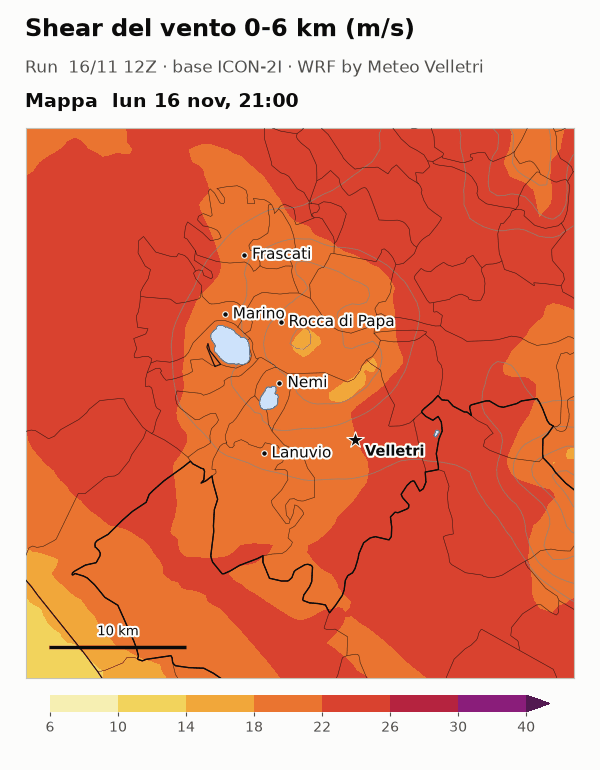 Shear del vento 0-6 km (m/s)
Run  16/11 12Z · base ICON-2I · WRF by Meteo Velletri
Mappa  lun 16 nov, 21:00
Frascati
Marino
Rocca di Papa
Nemi
Velletri
Lanuvio
10 km
6 10 14 18 22 26 30 40